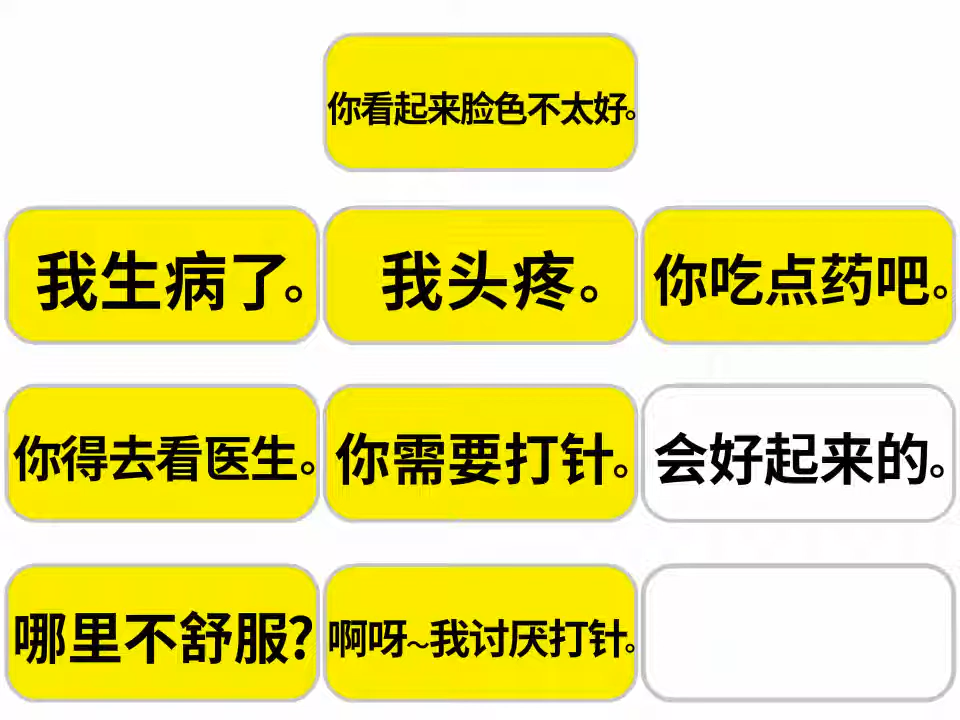 你看起来脸色不太好。
我生病了。
我头疼。
你吃点药吧。
你得去看医生。
你需要打针。
会好起来的。
哪里不舒服?
啊呀~我讨厌打针。